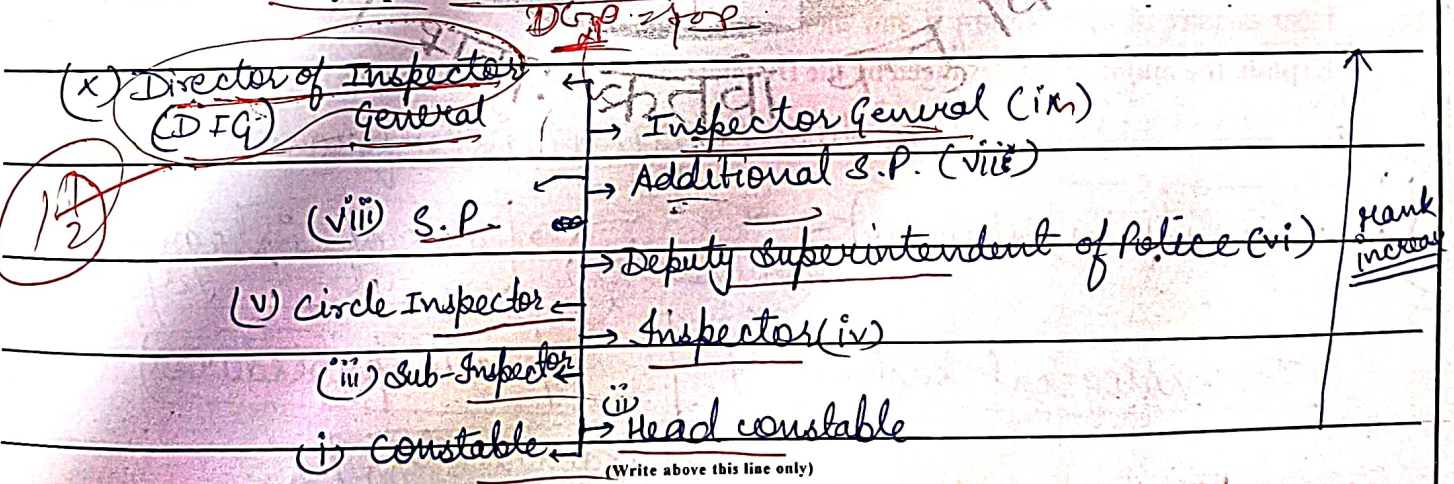 DGP
(x) Director of Inspector
(DIG) General
Inspector General (ix)
Additional S.P. (viii)
(viii) S.P.
Deputy Superintendent of Police (vi)
(v) Circle Inspector
Inspector (iv)
(iii) Sub-Inspector
(ii)
Head constable
(i) Constable
rank
increase
1 1/2
(Write above this line only)